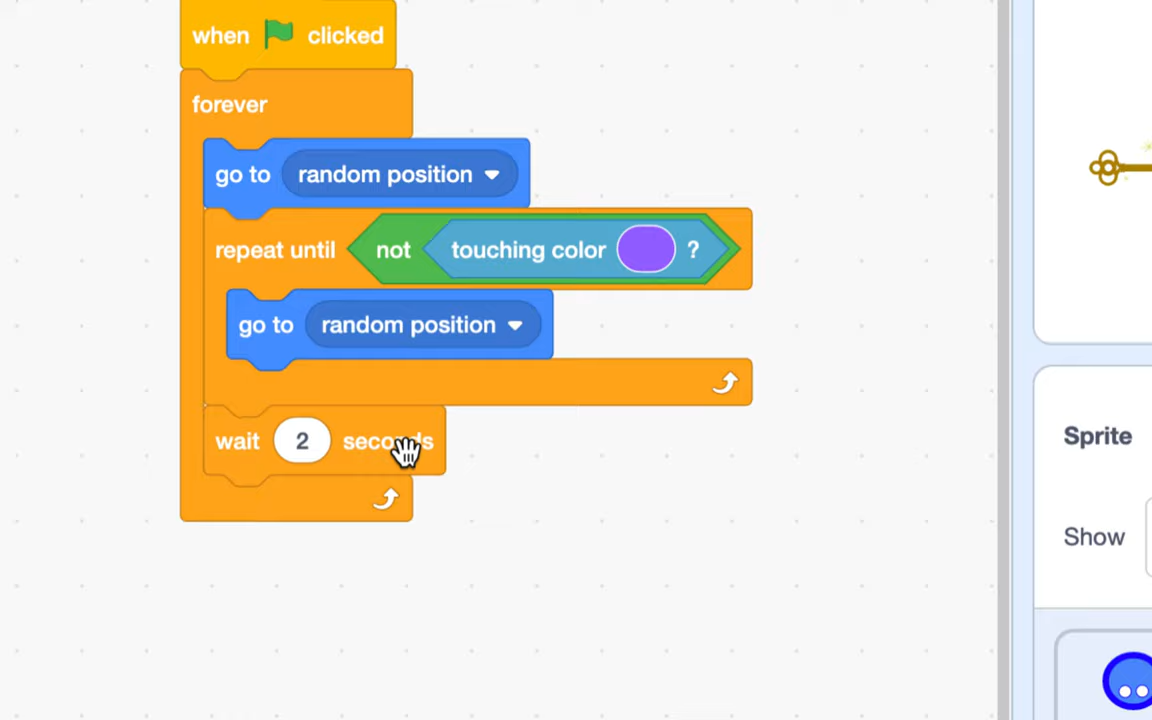 when clicked
forever
go to random position
repeat until not touching color ?
go to random position
wait 2 seconds
Sprite
Show